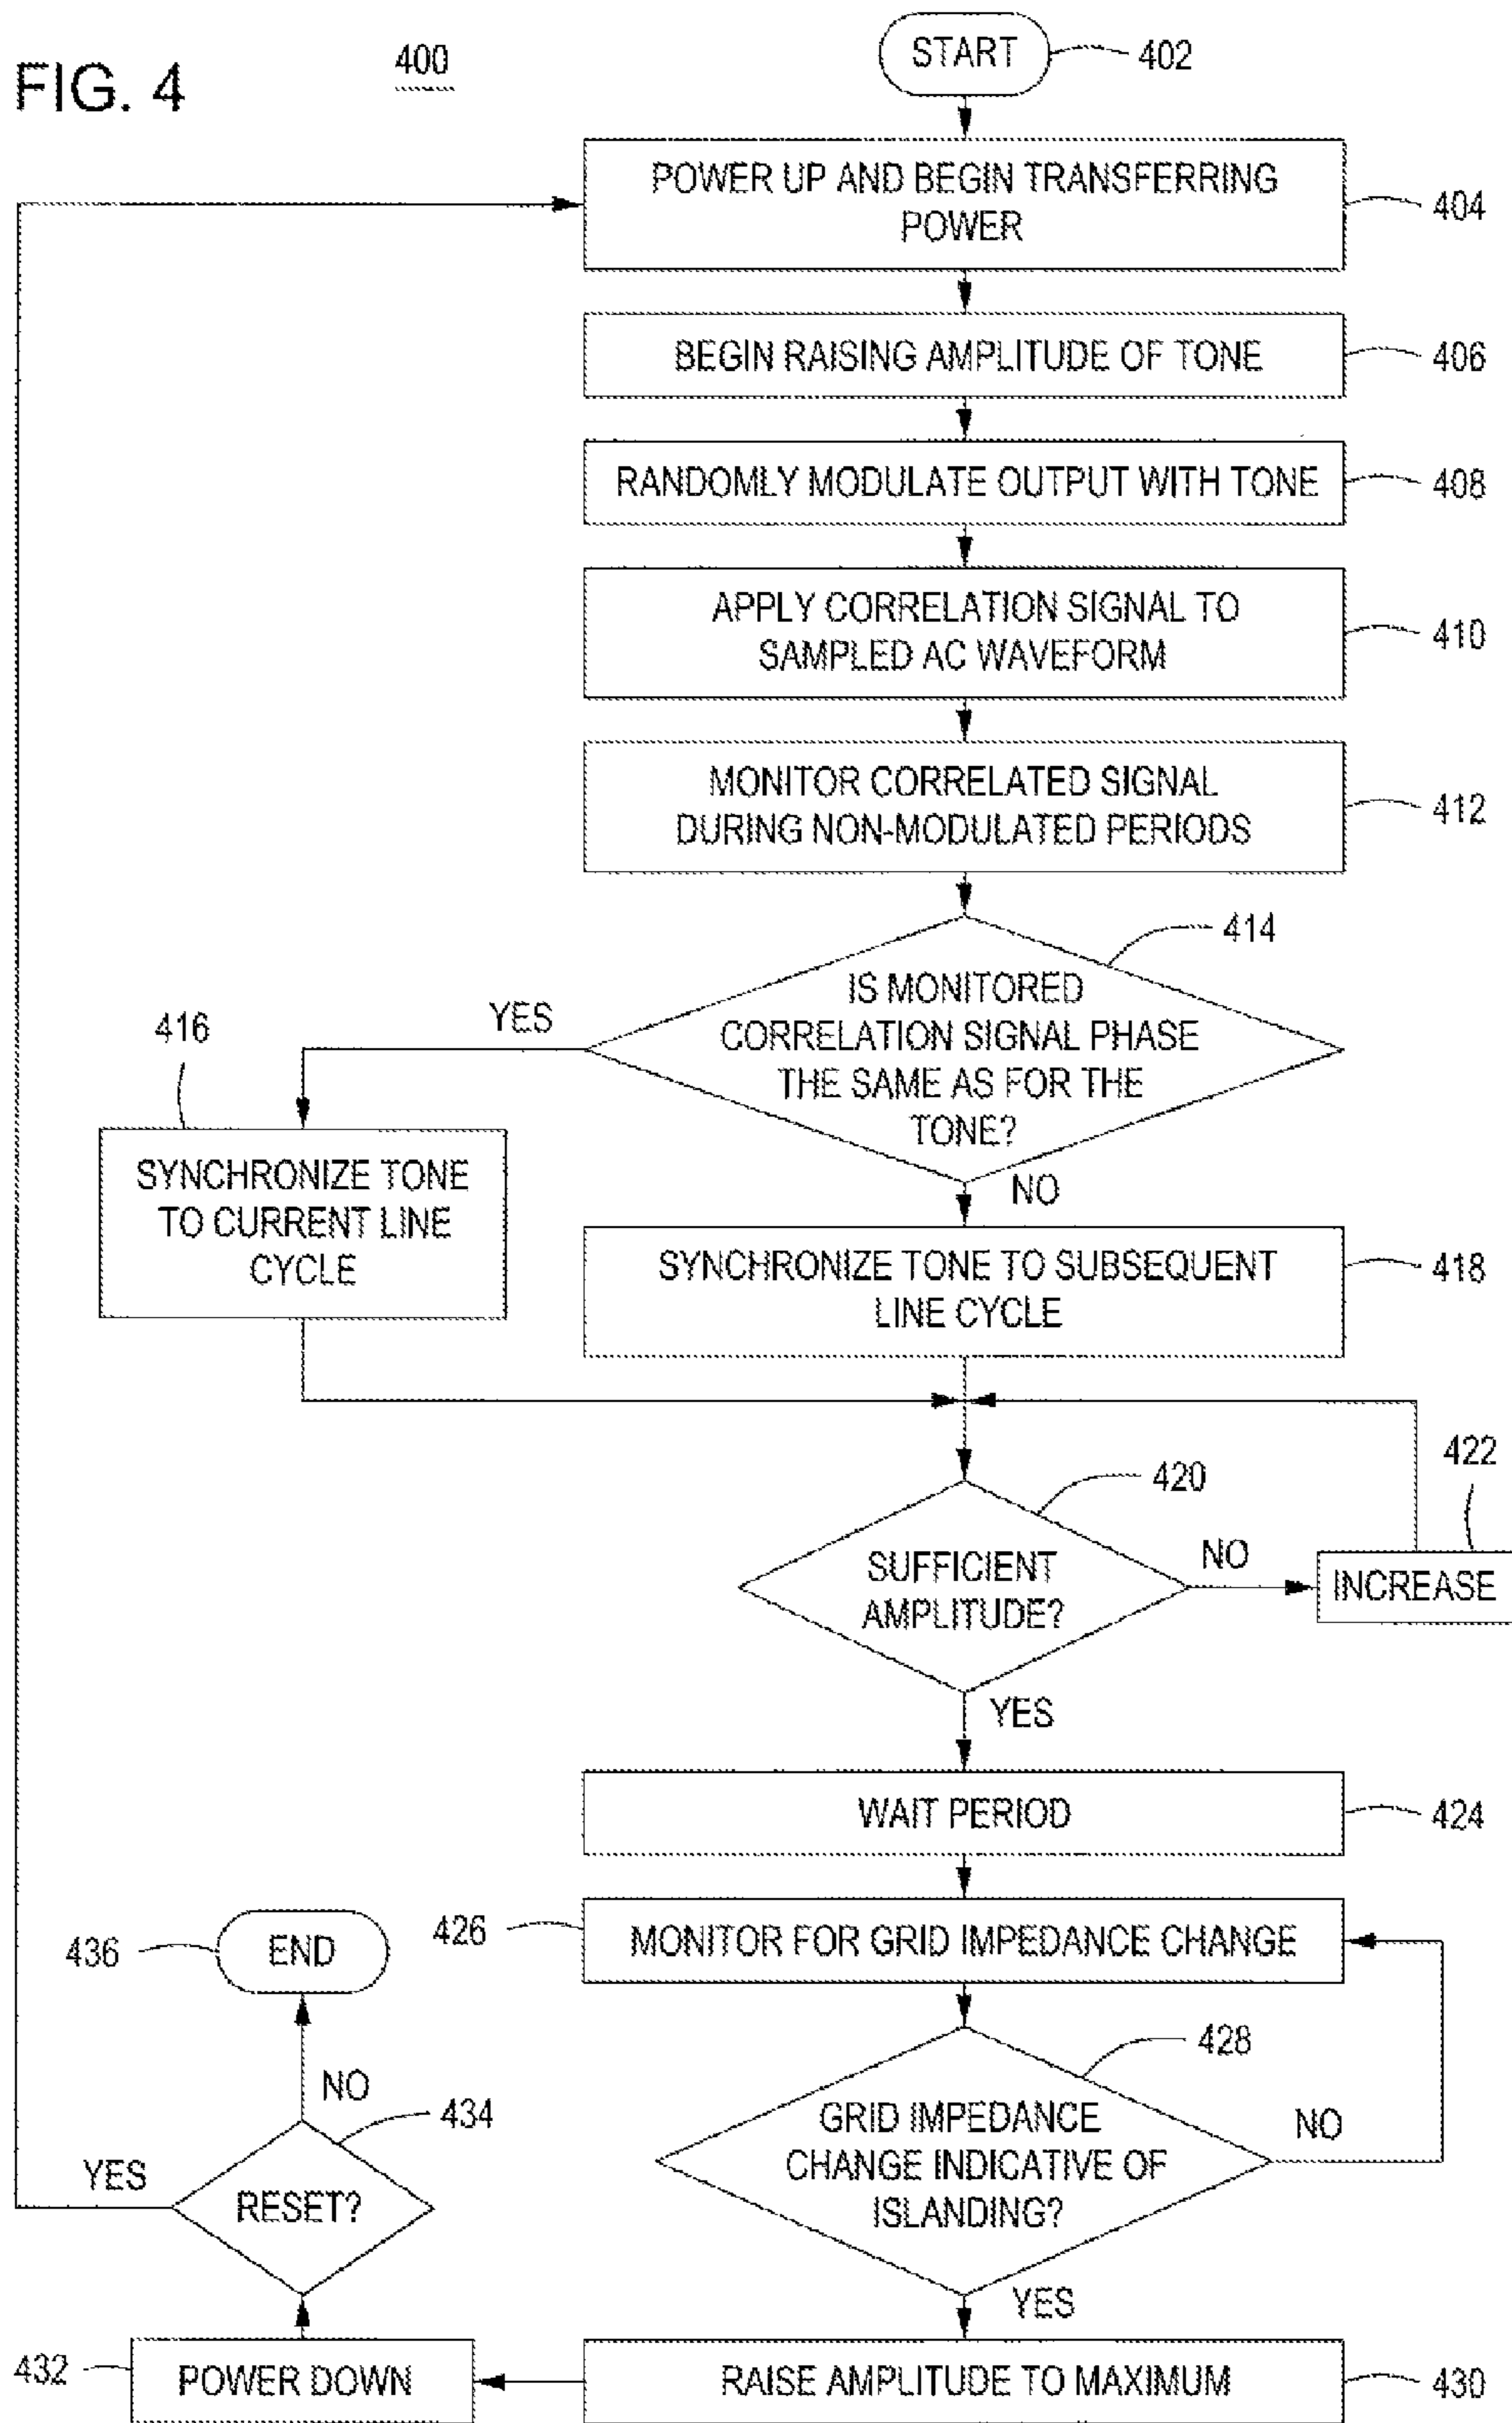 FIG. 4
400
START
402
POWER UP AND BEGIN TRANSFERRING
POWER
404
BEGIN RAISING AMPLITUDE OF TONE
406
RANDOMLY MODULATE OUTPUT WITH TONE
408
APPLY CORRELATION SIGNAL TO
SAMPLED AC WAVEFORM
410
MONITOR CORRELATED SIGNAL
DURING NON-MODULATED PERIODS
412
414
IS MONITORED
CORRELATION SIGNAL PHASE
THE SAME AS FOR THE
TONE?
YES
NO
416
SYNCHRONIZE TONE
TO CURRENT LINE
CYCLE
SYNCHRONIZE TONE TO SUBSEQUENT
LINE CYCLE
418
420
SUFFICIENT
AMPLITUDE?
NO
422
INCREASE
YES
WAIT PERIOD
424
426
MONITOR FOR GRID IMPEDANCE CHANGE
428
GRID IMPEDANCE
CHANGE INDICATIVE OF
ISLANDING?
NO
YES
RAISE AMPLITUDE TO MAXIMUM
430
432
POWER DOWN
434
RESET?
YES
NO
436
END